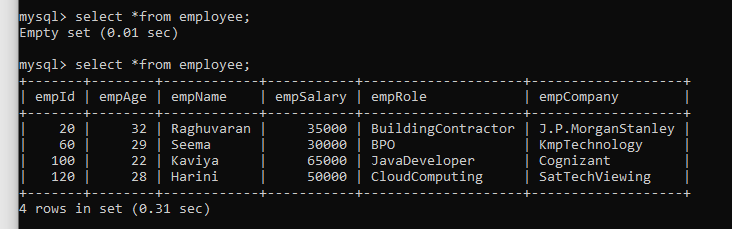 mysql> select *from employee;
Empty set (0.01 sec)
mysql> select *from employee;
+-------+--------+------------+-----------+--------------------+-------------------+
| empId | empAge | empName    | empSalary | empRole            | empCompany        |
+-------+--------+------------+-----------+--------------------+-------------------+
|    20 |     32 | Raghuvaran |     35000 | BuildingContractor | J.P.MorganStanley |
|    60 |     29 | Seema      |     30000 | BPO                | KmpTechnology     |
|   100 |     22 | Kaviya     |     65000 | JavaDeveloper      | Cognizant         |
|   120 |     28 | Harini     |     50000 | CloudComputing     | SatTechViewing    |
+-------+--------+------------+-----------+--------------------+-------------------+
4 rows in set (0.31 sec)